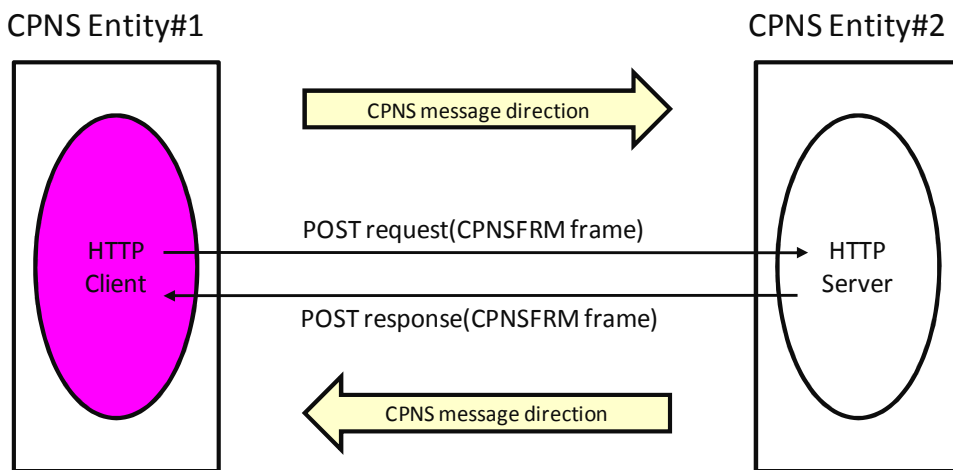 CPNS Entity#1
CPNS Entity#2
CPNS message direction
POST request(CPNSFRM frame)
HTTP
Client
HTTP
Server
POST response(CPNSFRM frame)
CPNS message direction